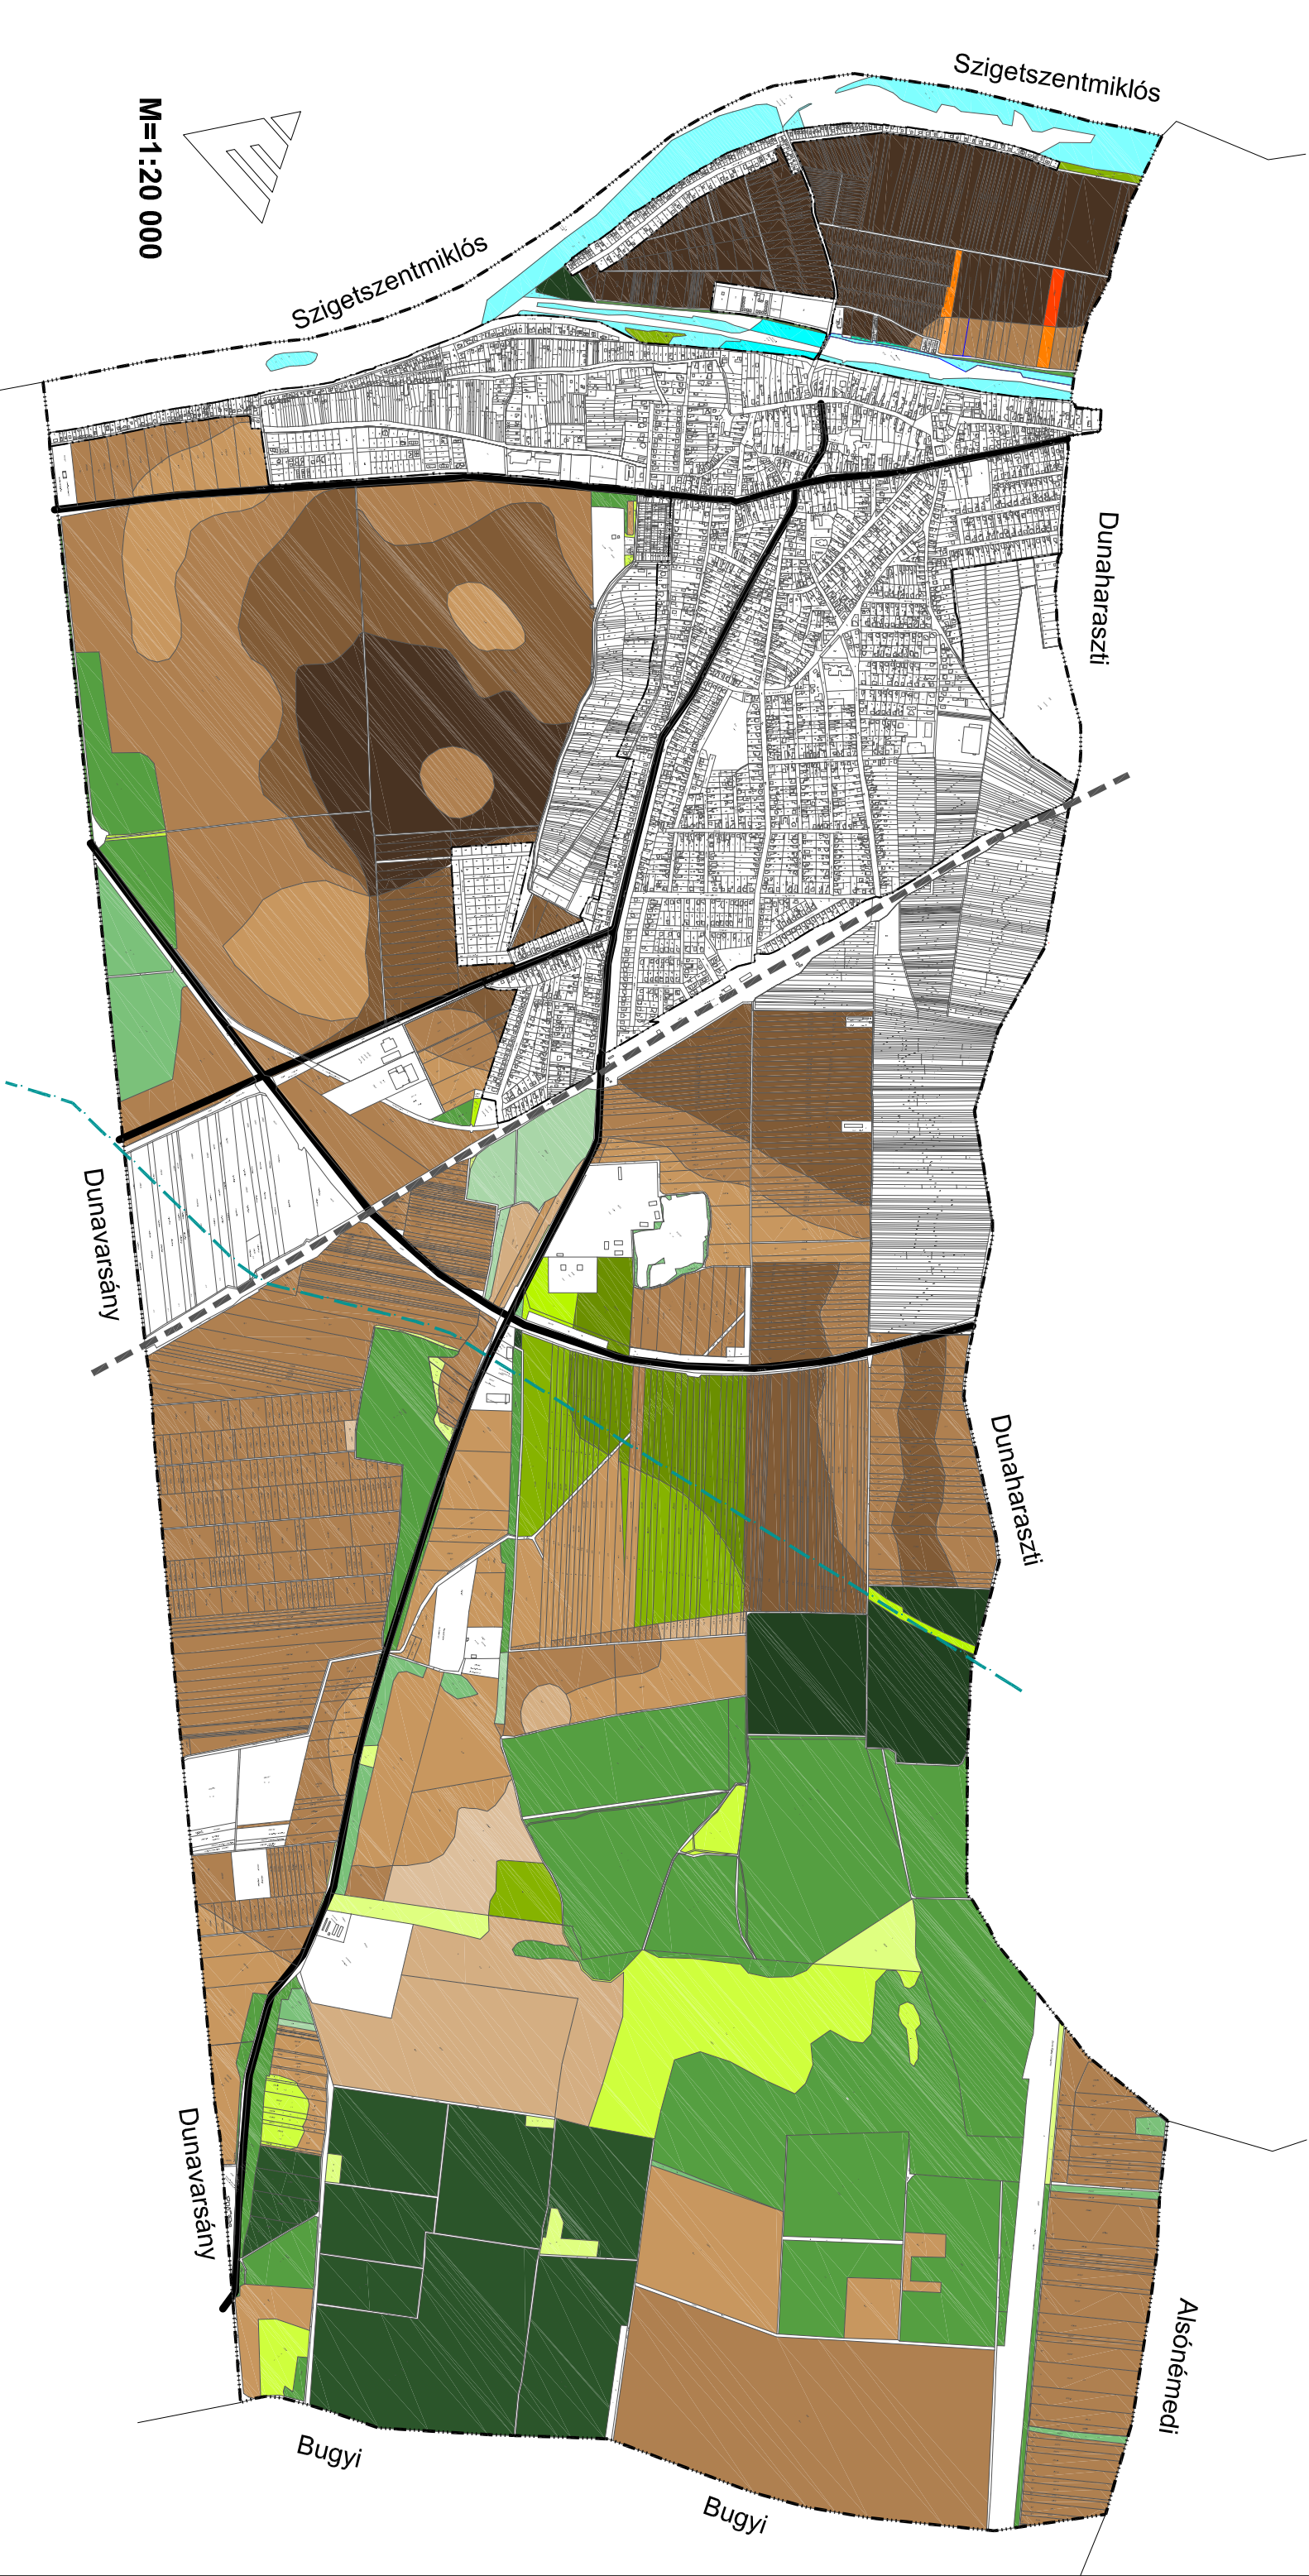 Szigetszentmiklós
M=1:20 000
Szigetszentmiklós
Dunaharaszti
Dunavarsány
Dunaharaszti
Dunavarsány
Alsónémedi
Bugyi
Bugyi